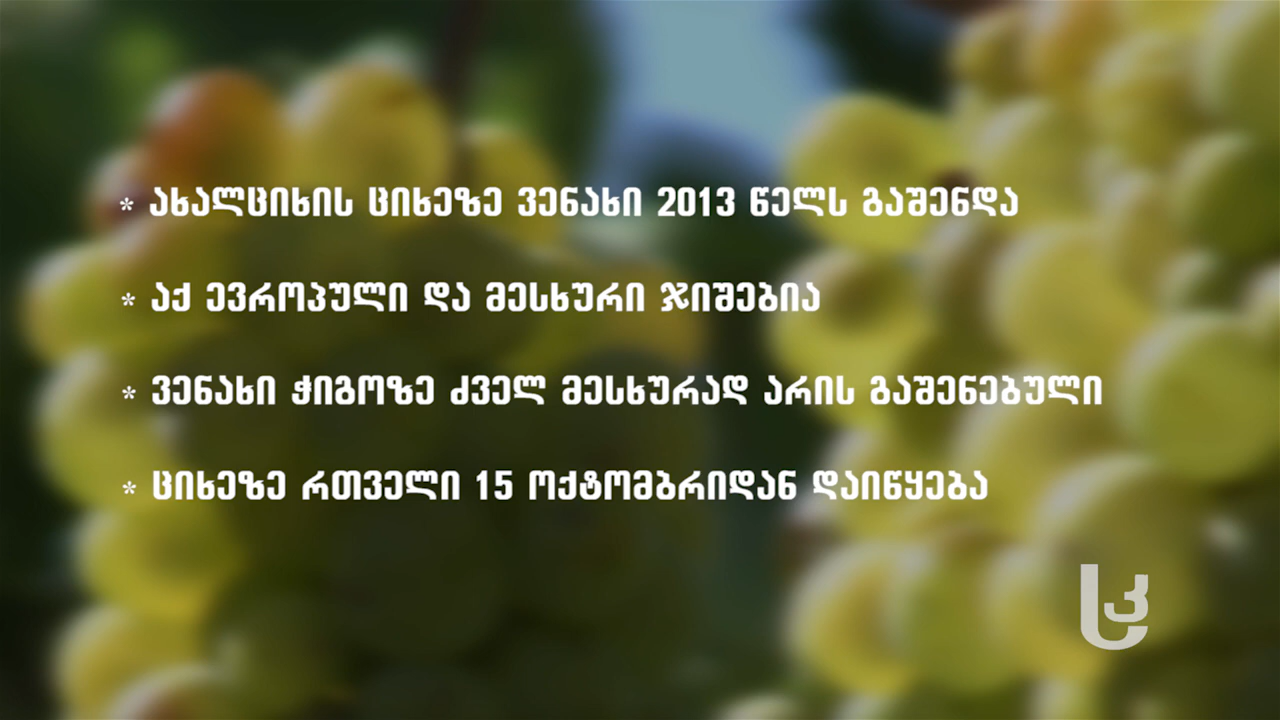 * ახალციხის ციხეზე ვენახი 2013 წელს გაშენდა
* აქ ევროპული და მესხური ჯიშებია
* ვენახი ჭიგოზე ძველ მესხურად არის გაშენებული
* ციხეზე რთველი 15 ოქტომბრიდან დაიწყება